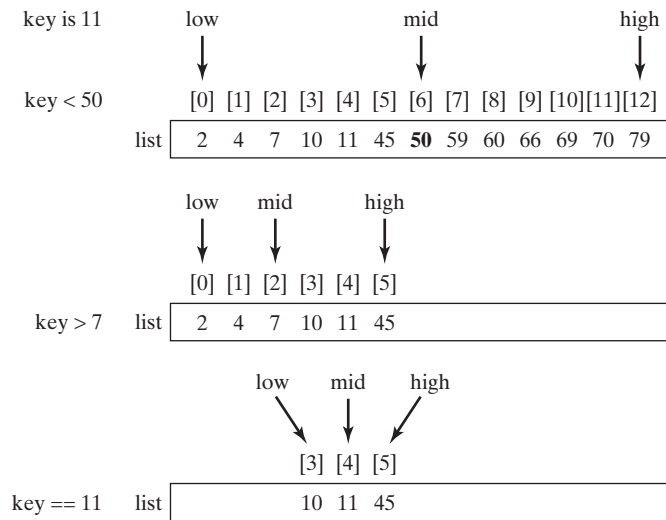 key is 11 low mid high
key < 50 [0] [1] [2] [3] [4] [5] [6] [7] [8] [9] [10] [11] [12]
list 2 4 7 10 11 45 50 59 60 66 69 70 79
low mid high
[0] [1] [2] [3] [4] [5]
key > 7 list 2 4 7 10 11 45
low mid high
[3] [4] [5]
key == 11 list 10 11 45